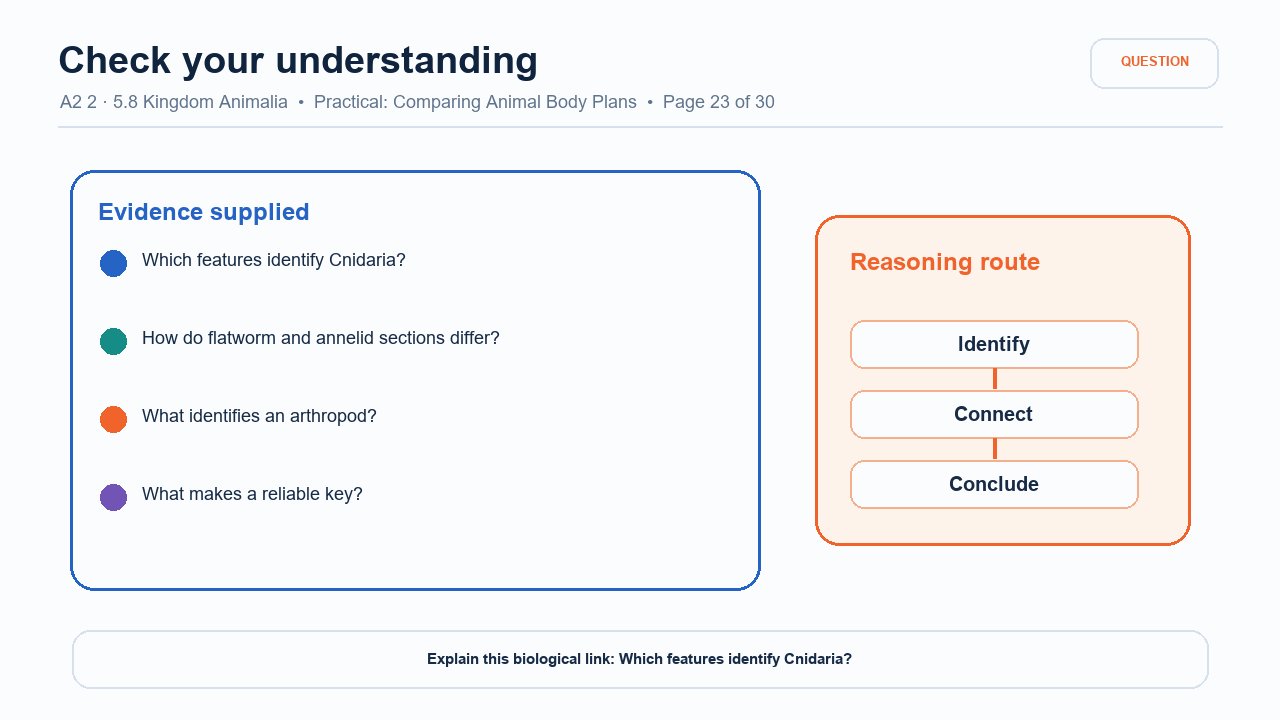 Check your understanding
QUESTION
A2 2 · 5.8 Kingdom Animalia • Practical: Comparing Animal Body Plans • Page 23 of 30
Evidence supplied
Which features identify Cnidaria?
How do flatworm and annelid sections differ?
What identifies an arthropod?
What makes a reliable key?
Reasoning route
Identify
Connect
Conclude
Explain this biological link: Which features identify Cnidaria?